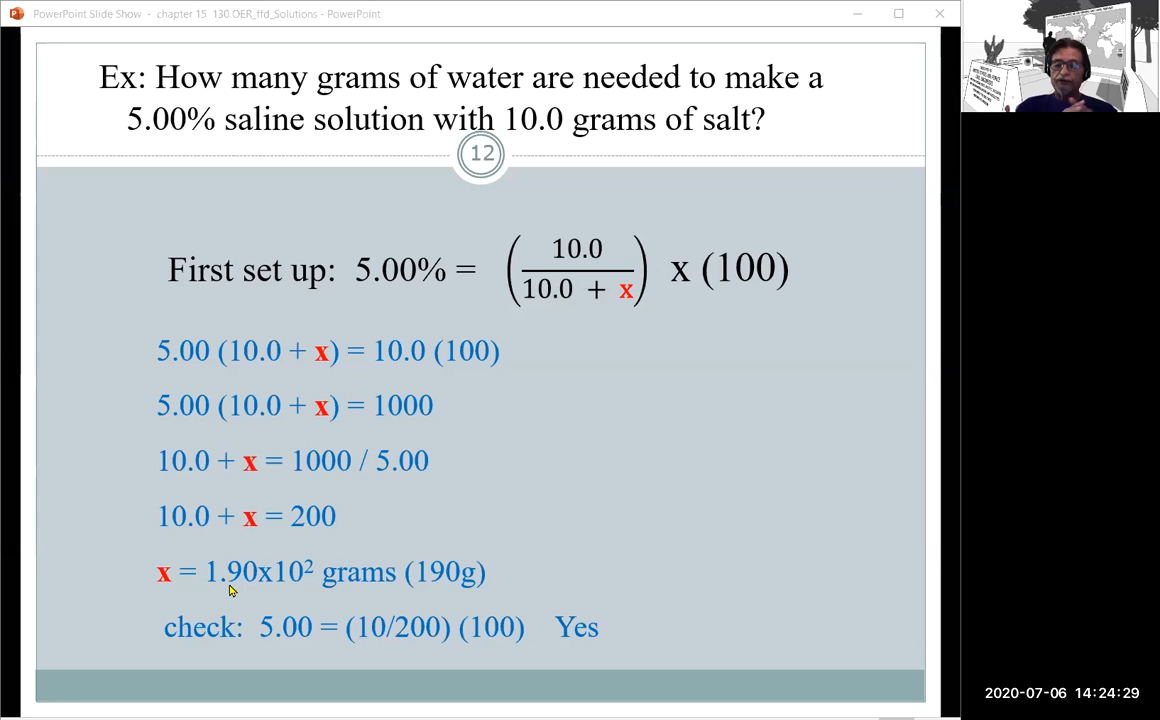 PowerPoint Slide Show - chapter 15 130 OER_ffd_Solutions - PowerPoint
Ex: How many grams of water are needed to make a
5.00% saline solution with 10.0 grams of salt?
12
First set up: 5.00% = (10.0 / 10.0 + x) x (100)
5.00 (10.0 + x) = 10.0 (100)
5.00 (10.0 + x) = 1000
10.0 + x = 1000 / 5.00
10.0 + x = 200
x = 1.90x10² grams (190g)
check: 5.00 = (10/200) (100) Yes
2020-07-06 14:24:29